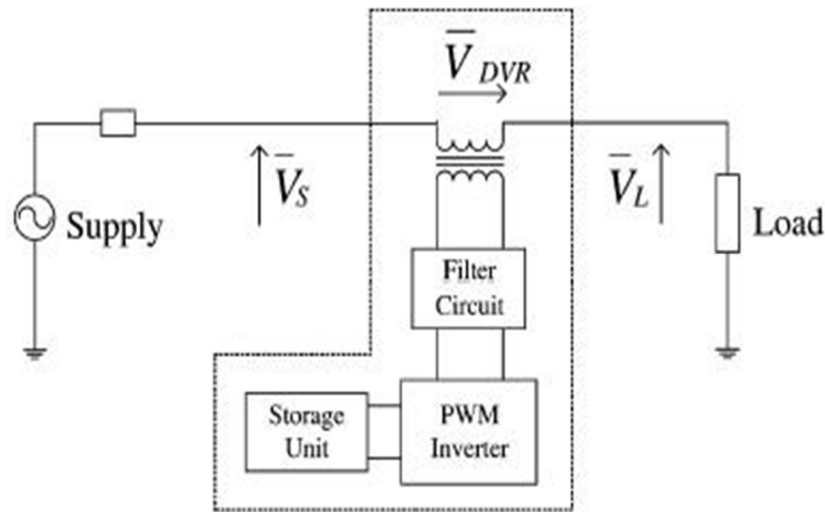 V̅ DVR
V̅S
V̅L
Supply
Load
Filter
Circuit
Storage
Unit
PWM
Inverter